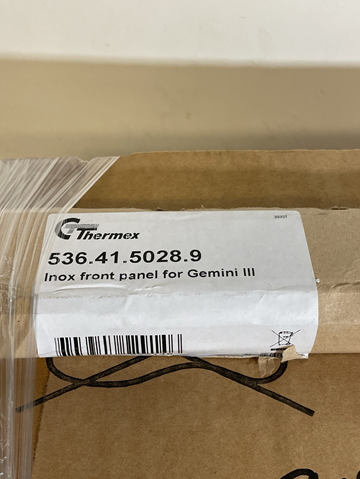 Thermex
536.41.5028.9
Inox front panel for Gemini III